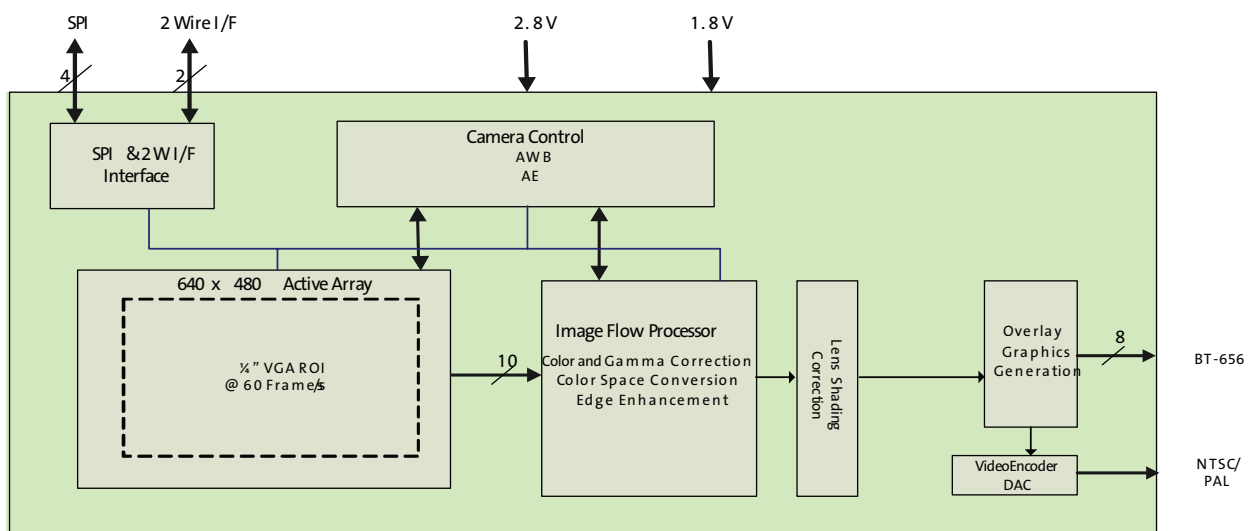 SPI
2 Wire I/F
2.8 V
1.8 V
4
2
SPI & 2 W I/F
Interface
Camera Control
AWB
AE
640 x 480 Active Array
¼” VGA ROI
@ 60 Frame/s
10
Image Flow Processor
Color and Gamma Correction
Color Space Conversion
Edge Enhancement
Lens Shading
Correction
Overlay
Graphics
Generation
8
BT-656
VideoEncoder
DAC
NTSC/
PAL